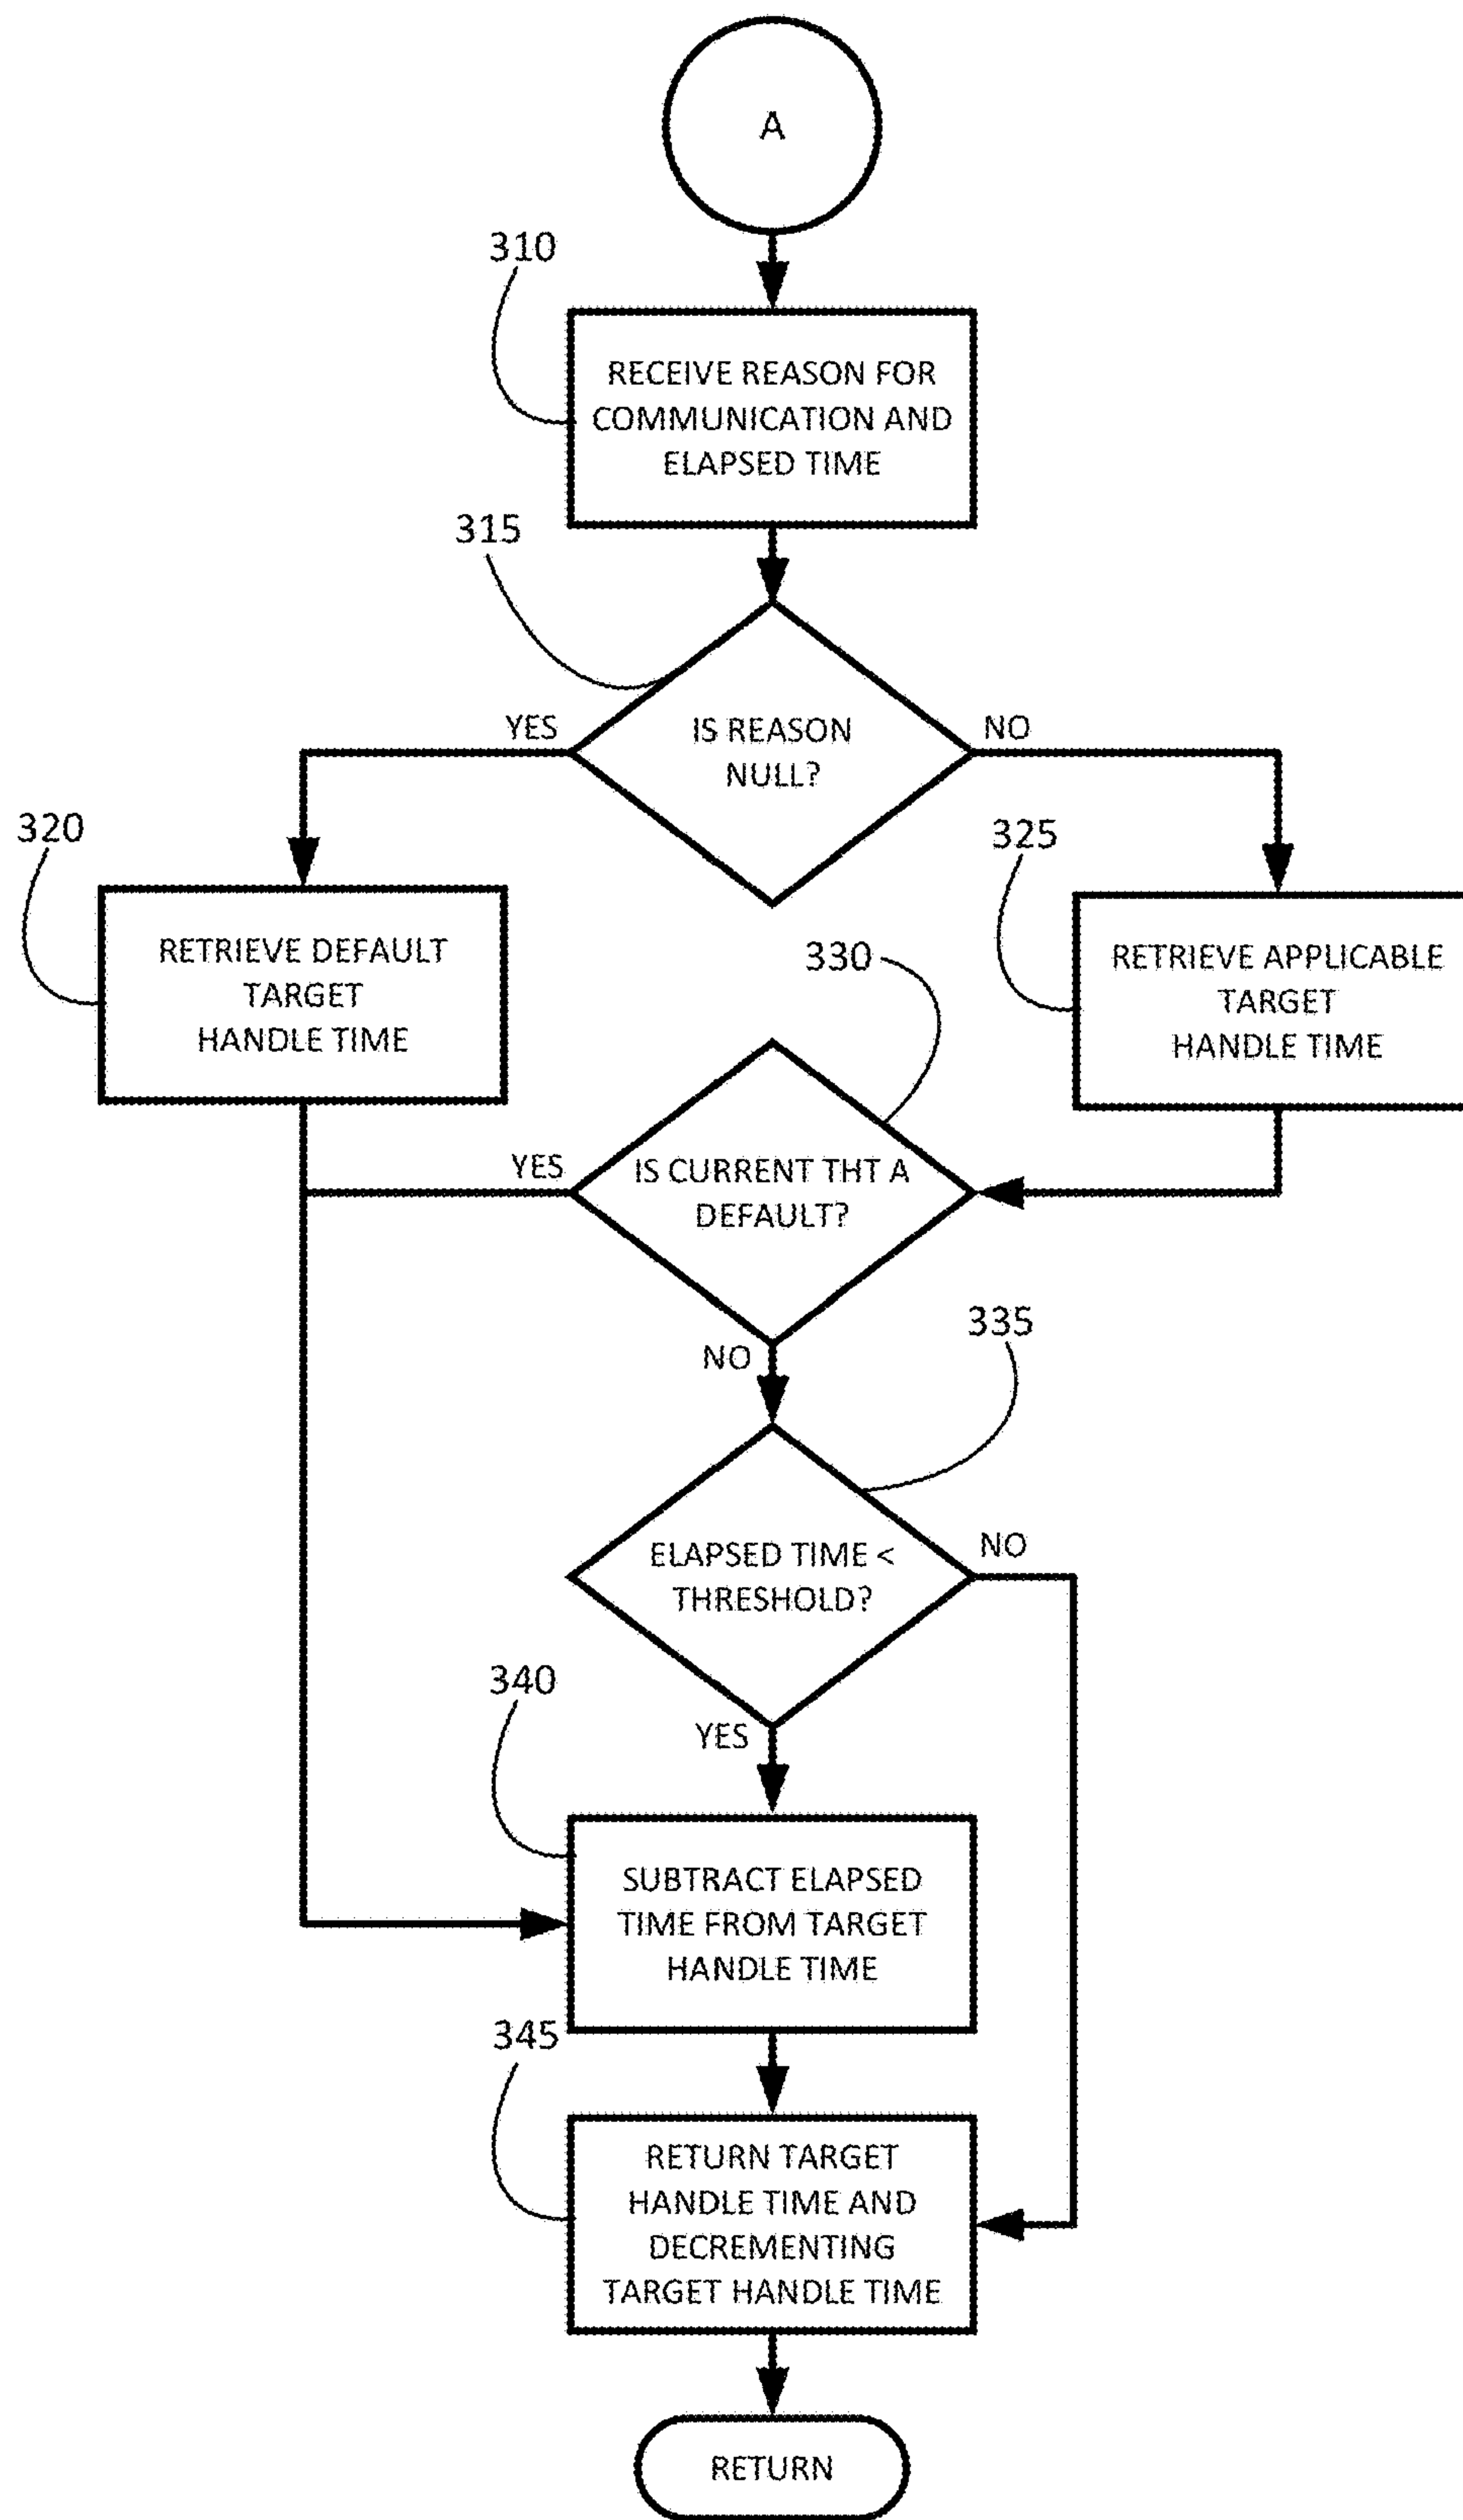 A
310
RECEIVE REASON FOR
COMMUNICATION AND
ELAPSED TIME
315
YES
IS REASON
NULL?
NO
320
RETRIEVE DEFAULT
TARGET
HANDLE TIME
325
RETRIEVE APPLICABLE
TARGET
HANDLE TIME
330
YES
IS CURRENT THT A
DEFAULT?
NO
335
ELAPSED TIME <
THRESHOLD?
NO
YES
340
SUBTRACT ELAPSED
TIME FROM TARGET
HANDLE TIME
345
RETURN TARGET
HANDLE TIME AND
DECREMENTING
TARGET HANDLE TIME
RETURN